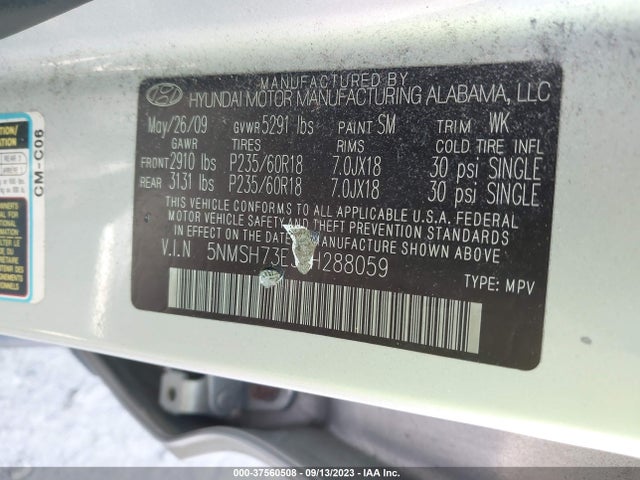 MANUFACTURED BY
HYUNDAI MOTOR MANUFACTURING ALABAMA, LLC
May/26/09 GVWR 5291 lbs PAINT SM TRIM WK
GAWR TIRES RIMS COLD TIRE INFL
FRONT 2910 lbs P235/60R18 7.0JX18 30 psi SINGLE
REAR 3131 lbs P235/60R18 7.0JX18 30 psi SINGLE
THIS VEHICLE CONFORMS TO ALL APPLICABLE U.S.A. FEDERAL
MOTOR VEHICLE SAFETY AND THEFT PREVENTION STANDARDS
IN EFFECT ON THE MANUFACTURE SHOWN ABOVE.
V.I.N 5NMSH73E H288059
TYPE: MPV
CM-C06
000-37560508 - 09/13/2023 - IAA Inc.